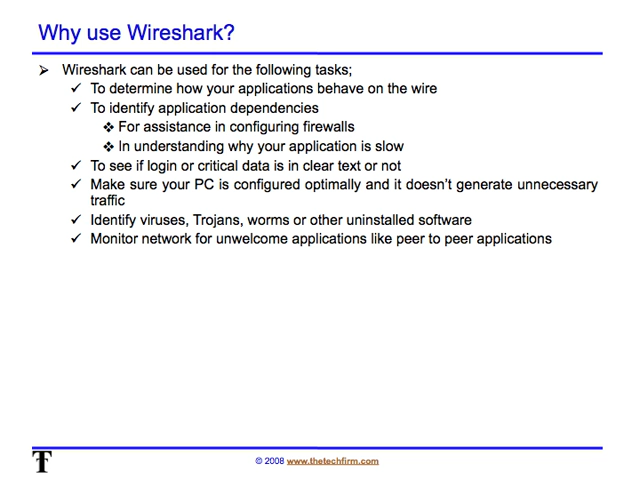 Why use Wireshark?
➢ Wireshark can be used for the following tasks;
✓ To determine how your applications behave on the wire
✓ To identify application dependencies
❖ For assistance in configuring firewalls
❖ In understanding why your application is slow
✓ To see if login or critical data is in clear text or not
✓ Make sure your PC is configured optimally and it doesn't generate unnecessary
traffic
✓ Identify viruses, Trojans, worms or other uninstalled software
✓ Monitor network for unwelcome applications like peer to peer applications
T
© 2008 www.thetechfirm.com